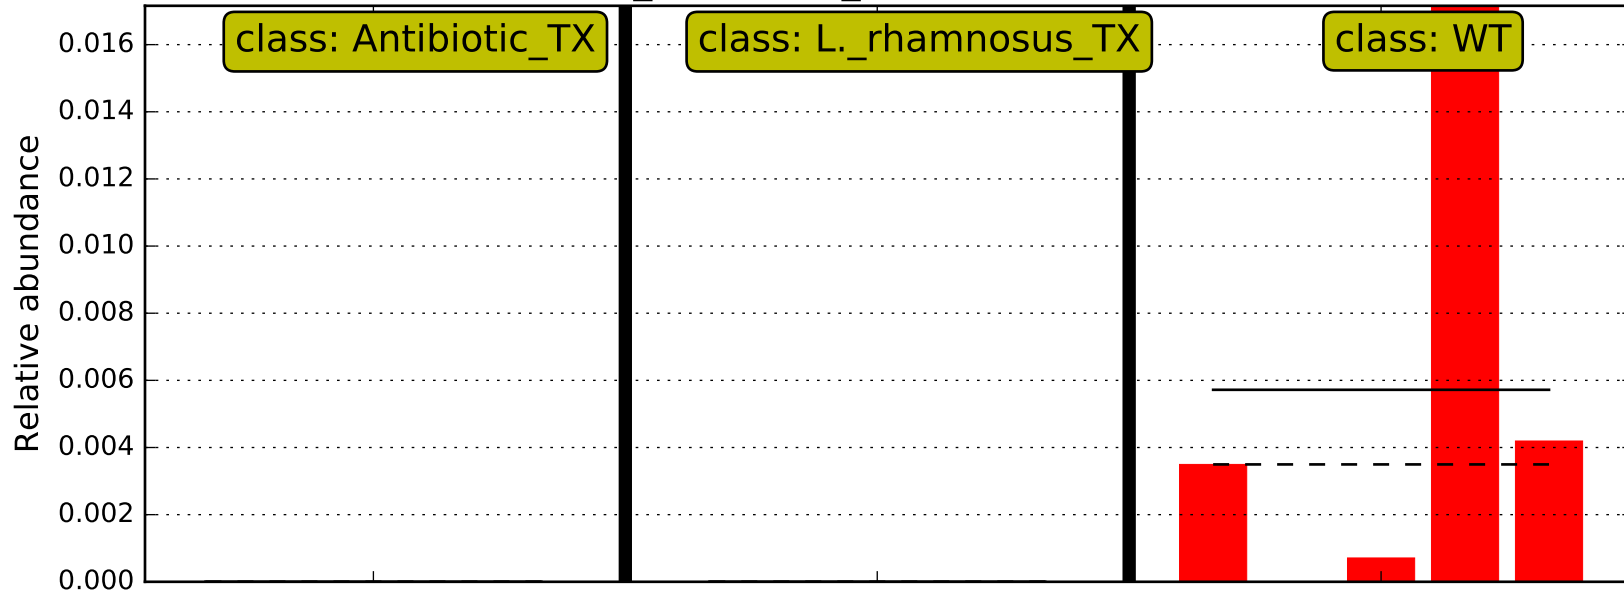 class: Antibiotic_TX
class: L._rhamnosus_TX
class: WT
Relative abundance
0.016
0.014
0.012
0.010
0.008
0.006
0.004
0.002
0.000